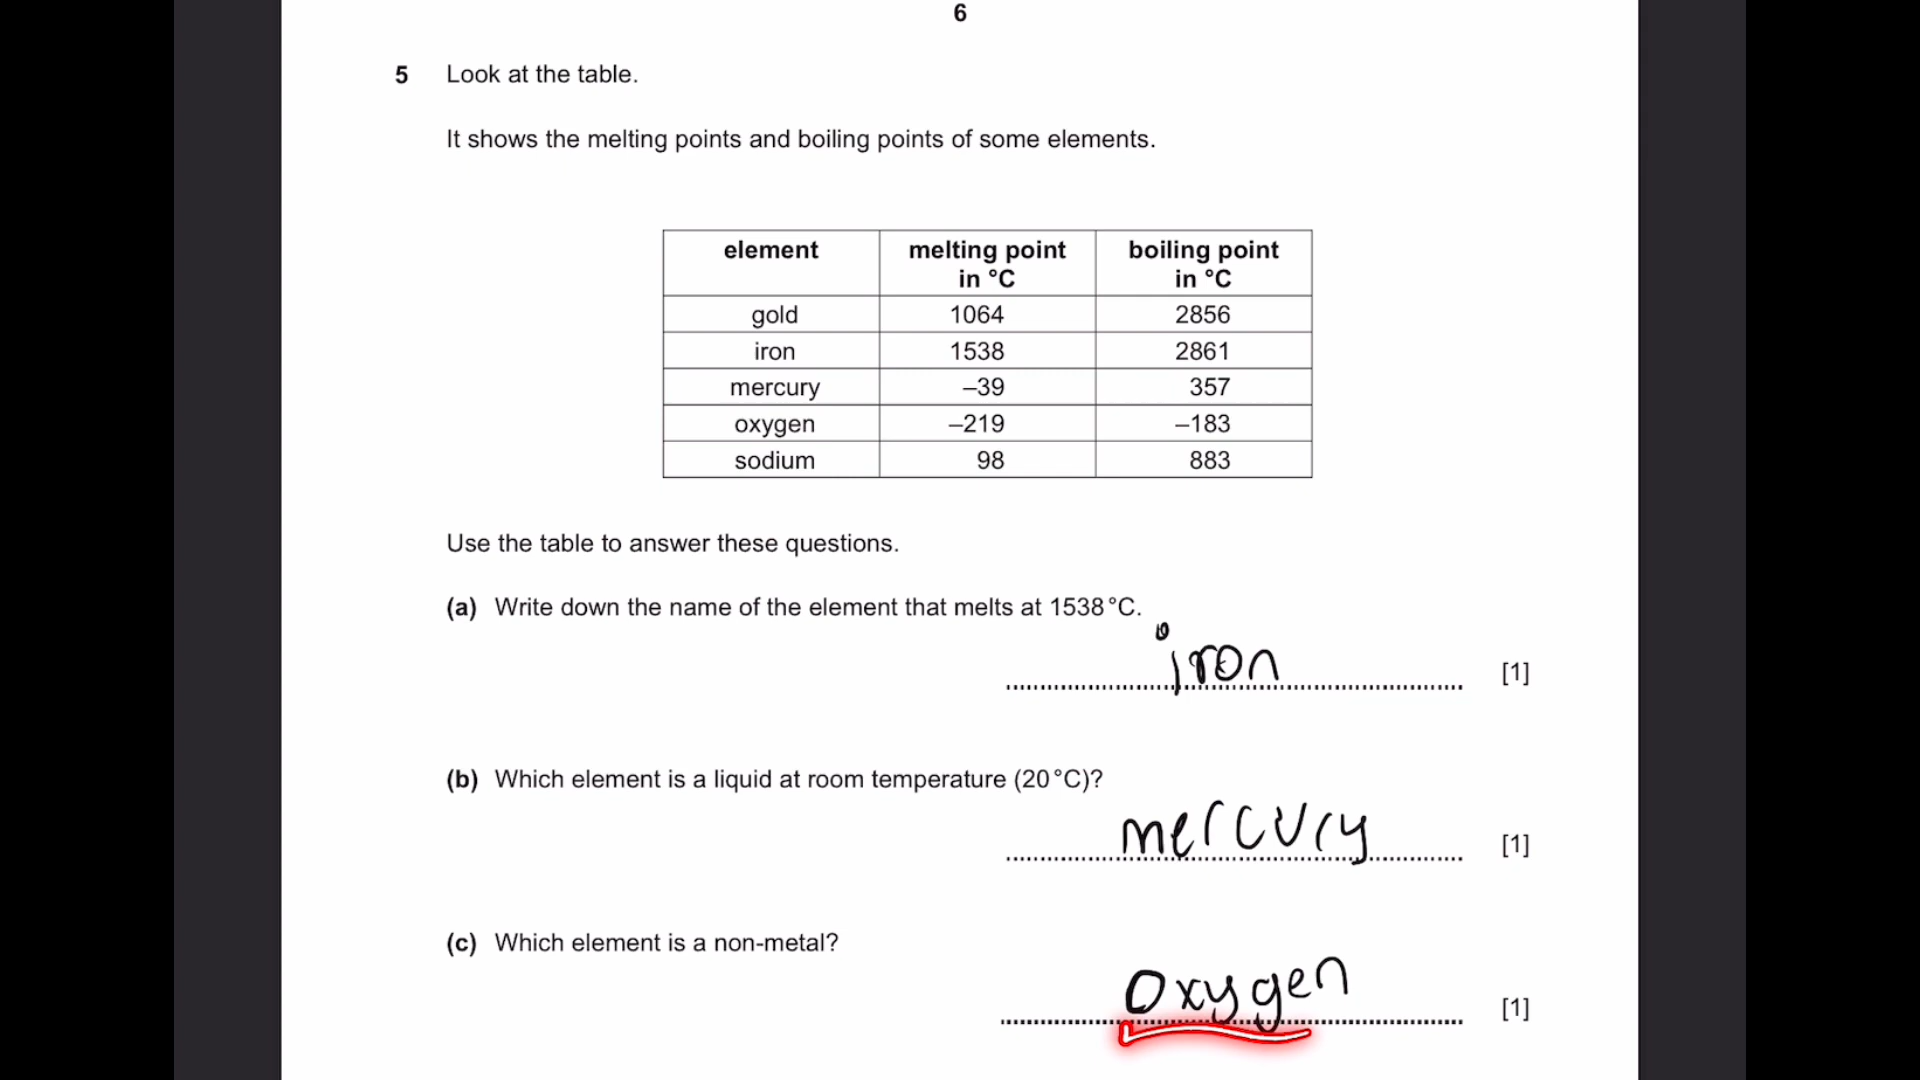 6
5 Look at the table.
It shows the melting points and boiling points of some elements.
element melting point boiling point
in °C in °C
gold 1064 2856
iron 1538 2861
mercury –39 357
oxygen –219 –183
sodium 98 883
Use the table to answer these questions.
(a) Write down the name of the element that melts at 1538 °C.
iron
[1]
(b) Which element is a liquid at room temperature (20 °C)?
mercury
[1]
(c) Which element is a non-metal?
oxygen
[1]